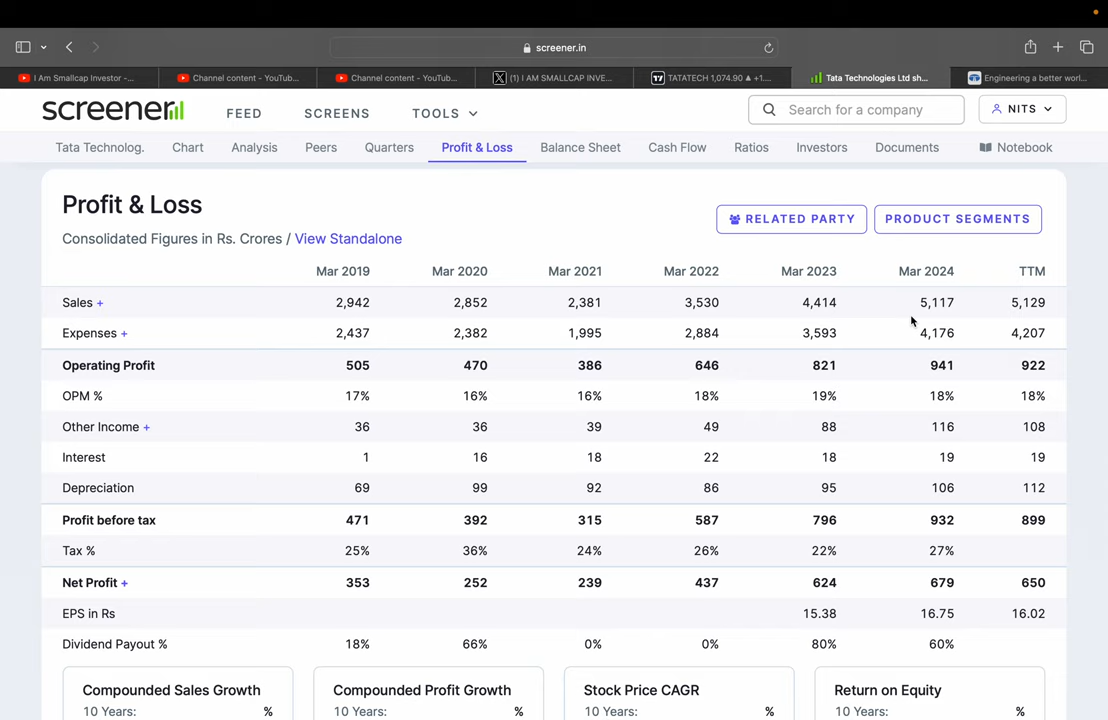 screener.in
I Am Smallcap Investor -...
Channel content - YouTub...
Channel content - YouTub...
(1) I AM SMALLCAP INVE...
TATATECH 1,074.90 ▲ +1....
Tata Technologies Ltd sh...
Engineering a better worl...
screener
FEED
SCREENS
TOOLS
Search for a company
NITS
Tata Technolog.
Chart
Analysis
Peers
Quarters
Profit & Loss
Balance Sheet
Cash Flow
Ratios
Investors
Documents
Notebook
Profit & Loss
RELATED PARTY
PRODUCT SEGMENTS
Consolidated Figures in Rs. Crores / View Standalone
Mar 2019 Mar 2020 Mar 2021 Mar 2022 Mar 2023 Mar 2024 TTM
Sales + 2,942 2,852 2,381 3,530 4,414 5,117 5,129
Expenses + 2,437 2,382 1,995 2,884 3,593 4,176 4,207
Operating Profit 505 470 386 646 821 941 922
OPM % 17% 16% 16% 18% 19% 18% 18%
Other Income + 36 36 39 49 88 116 108
Interest 1 16 18 22 18 19 19
Depreciation 69 99 92 86 95 106 112
Profit before tax 471 392 315 587 796 932 899
Tax % 25% 36% 24% 26% 22% 27%
Net Profit + 353 252 239 437 624 679 650
EPS in Rs 15.38 16.75 16.02
Dividend Payout % 18% 66% 0% 0% 80% 60%
Compounded Sales Growth
10 Years: %
Compounded Profit Growth
10 Years: %
Stock Price CAGR
10 Years: %
Return on Equity
10 Years: %